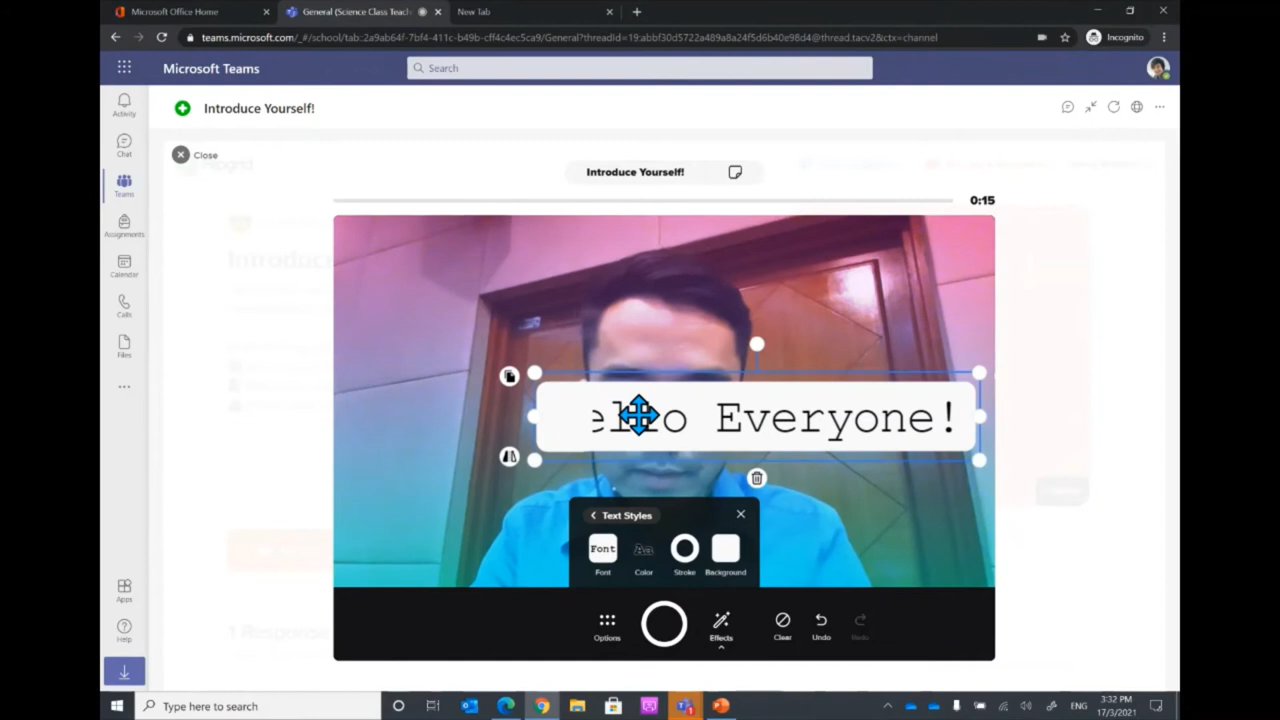 Microsoft Office Home
General (Science Class Teach
New Tab
teams.microsoft.com/_#/school/tab:2a9ab64f-7bf4-411c-b49b-cff4c4ec5ca9/General?threadId=19:abbf30d5722a489a8a24f5d6b40e98d4@thread.tacv2&ctx=channel
Incognito
Microsoft Teams
Search
Activity
Introduce Yourself!
Chat
Close
Introduce Yourself!
Teams
0:15
Assignments
Calendar
Calls
Files
ello Everyone!
Text Styles
Font
Font Color Stroke Background
Apps
Help
Options
Effects
Clear
Undo
Redo
Type here to search
ENG
3:32 PM
17/3/2021